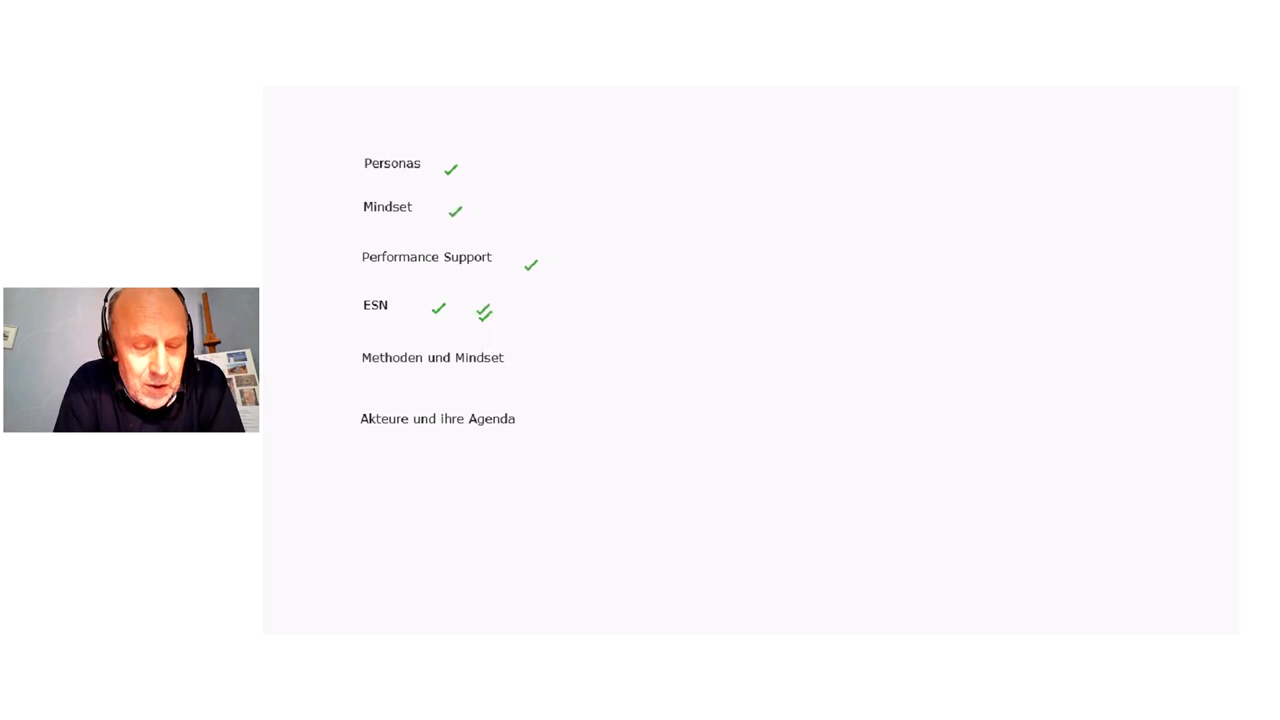 Personas
Mindset
Performance Support
ESN
Methoden und Mindset
Akteure und ihre Agenda